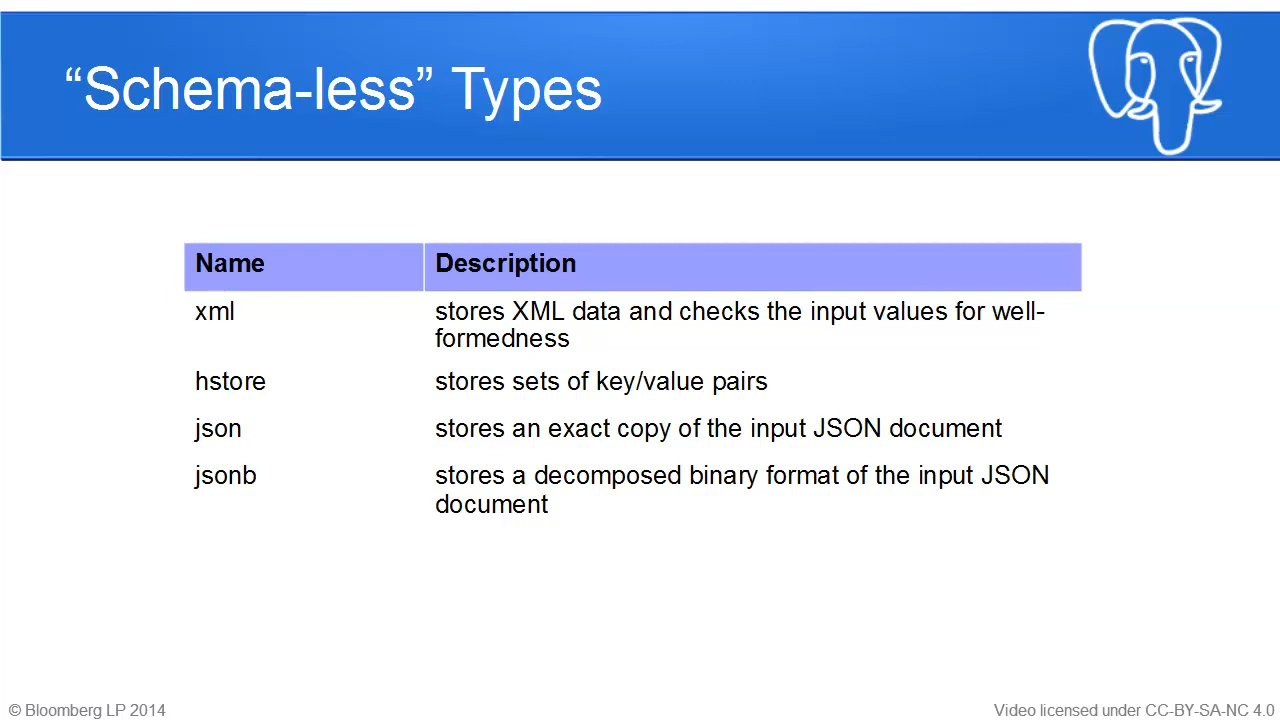 “Schema-less” Types
Name Description
xml stores XML data and checks the input values for well-
formedness
hstore stores sets of key/value pairs
json stores an exact copy of the input JSON document
jsonb stores a decomposed binary format of the input JSON
document
© Bloomberg LP 2014 Video licensed under CC-BY-SA-NC 4.0